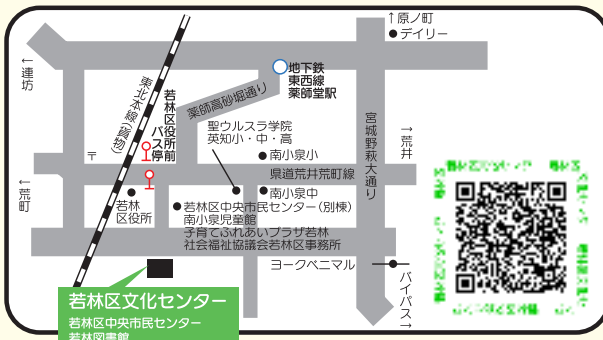 ↑原ノ町
デイリー
←連坊
地下鉄
東西線
薬師堂駅
東北本線(貨物)
若林区役所前
バス停
薬師高砂堀通り
宮城野萩大通り
聖ウルスラ学院
英知小・中・高
→荒井
〒
南小泉小
県道荒井荒町線
←荒町
南小泉中
若林
区役所
若林区中央市民センター(別棟)
南小泉児童館
子育てふれあいプラザ若林
社会福祉協議会若林区事務所
ヨークベニマル
バイパス→
若林区文化センター
若林区中央市民センター
若林図書館